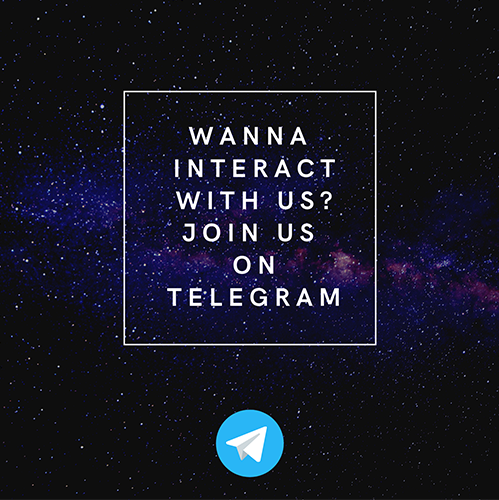 WANNA
INTERACT
WITH US?
JOIN US
ON
TELEGRAM